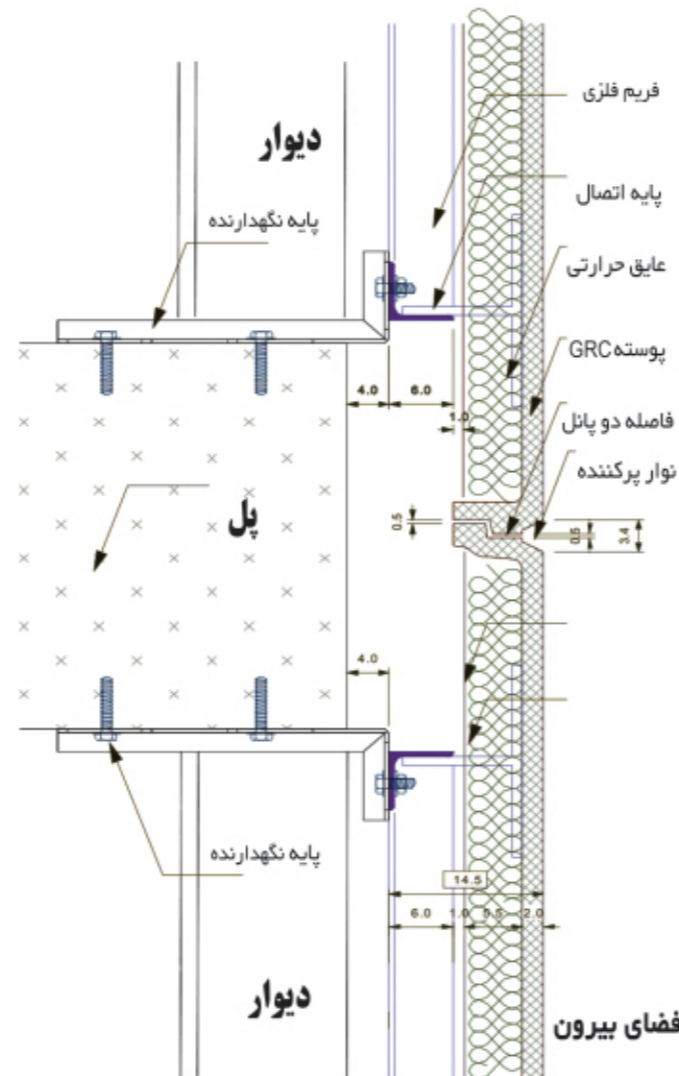 فریم فلزی
دیوار
پایه اتصال
پایه نگهدارنده
عایق حرارتی
پوسته GRC
4.0
6.0
1.0
فاصله دو پانل
نوار پرکننده
پل
0.5
0.5
3.4
4.0
پایه نگهدارنده
14.5
6.0
1.0
5.5
2.0
دیوار
فضای بیرون